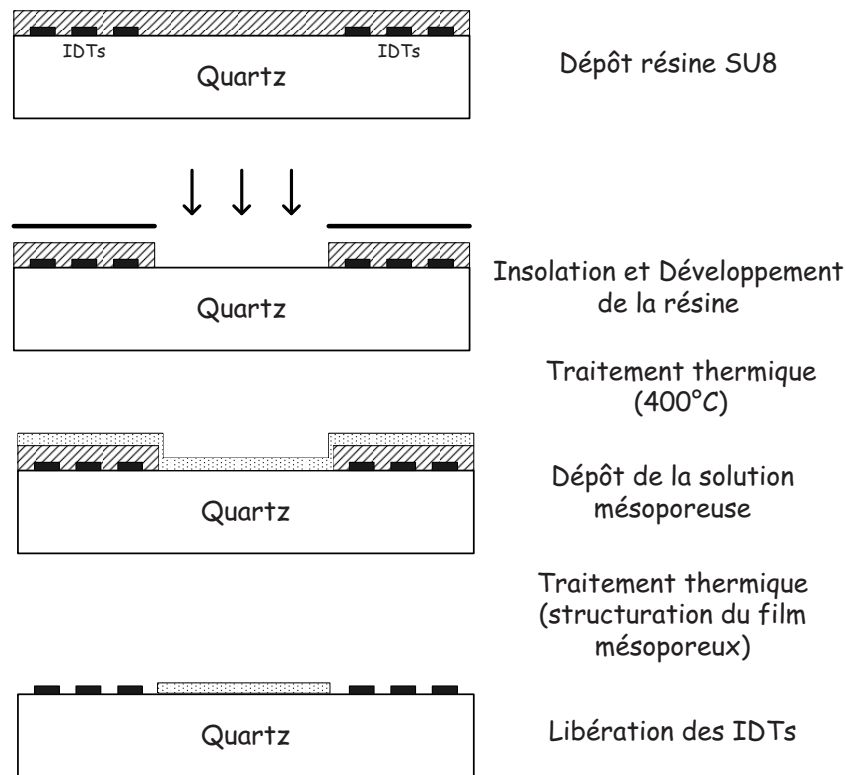 IDTs
IDTs
Quartz
Dépôt résine SU8
Quartz
Insolation et Développement
de la résine
Traitement thermique
(400°C)
Quartz
Dépôt de la solution
mésoporeuse
Traitement thermique
(structuration du film
mésoporeux)
Quartz
Libération des IDTs